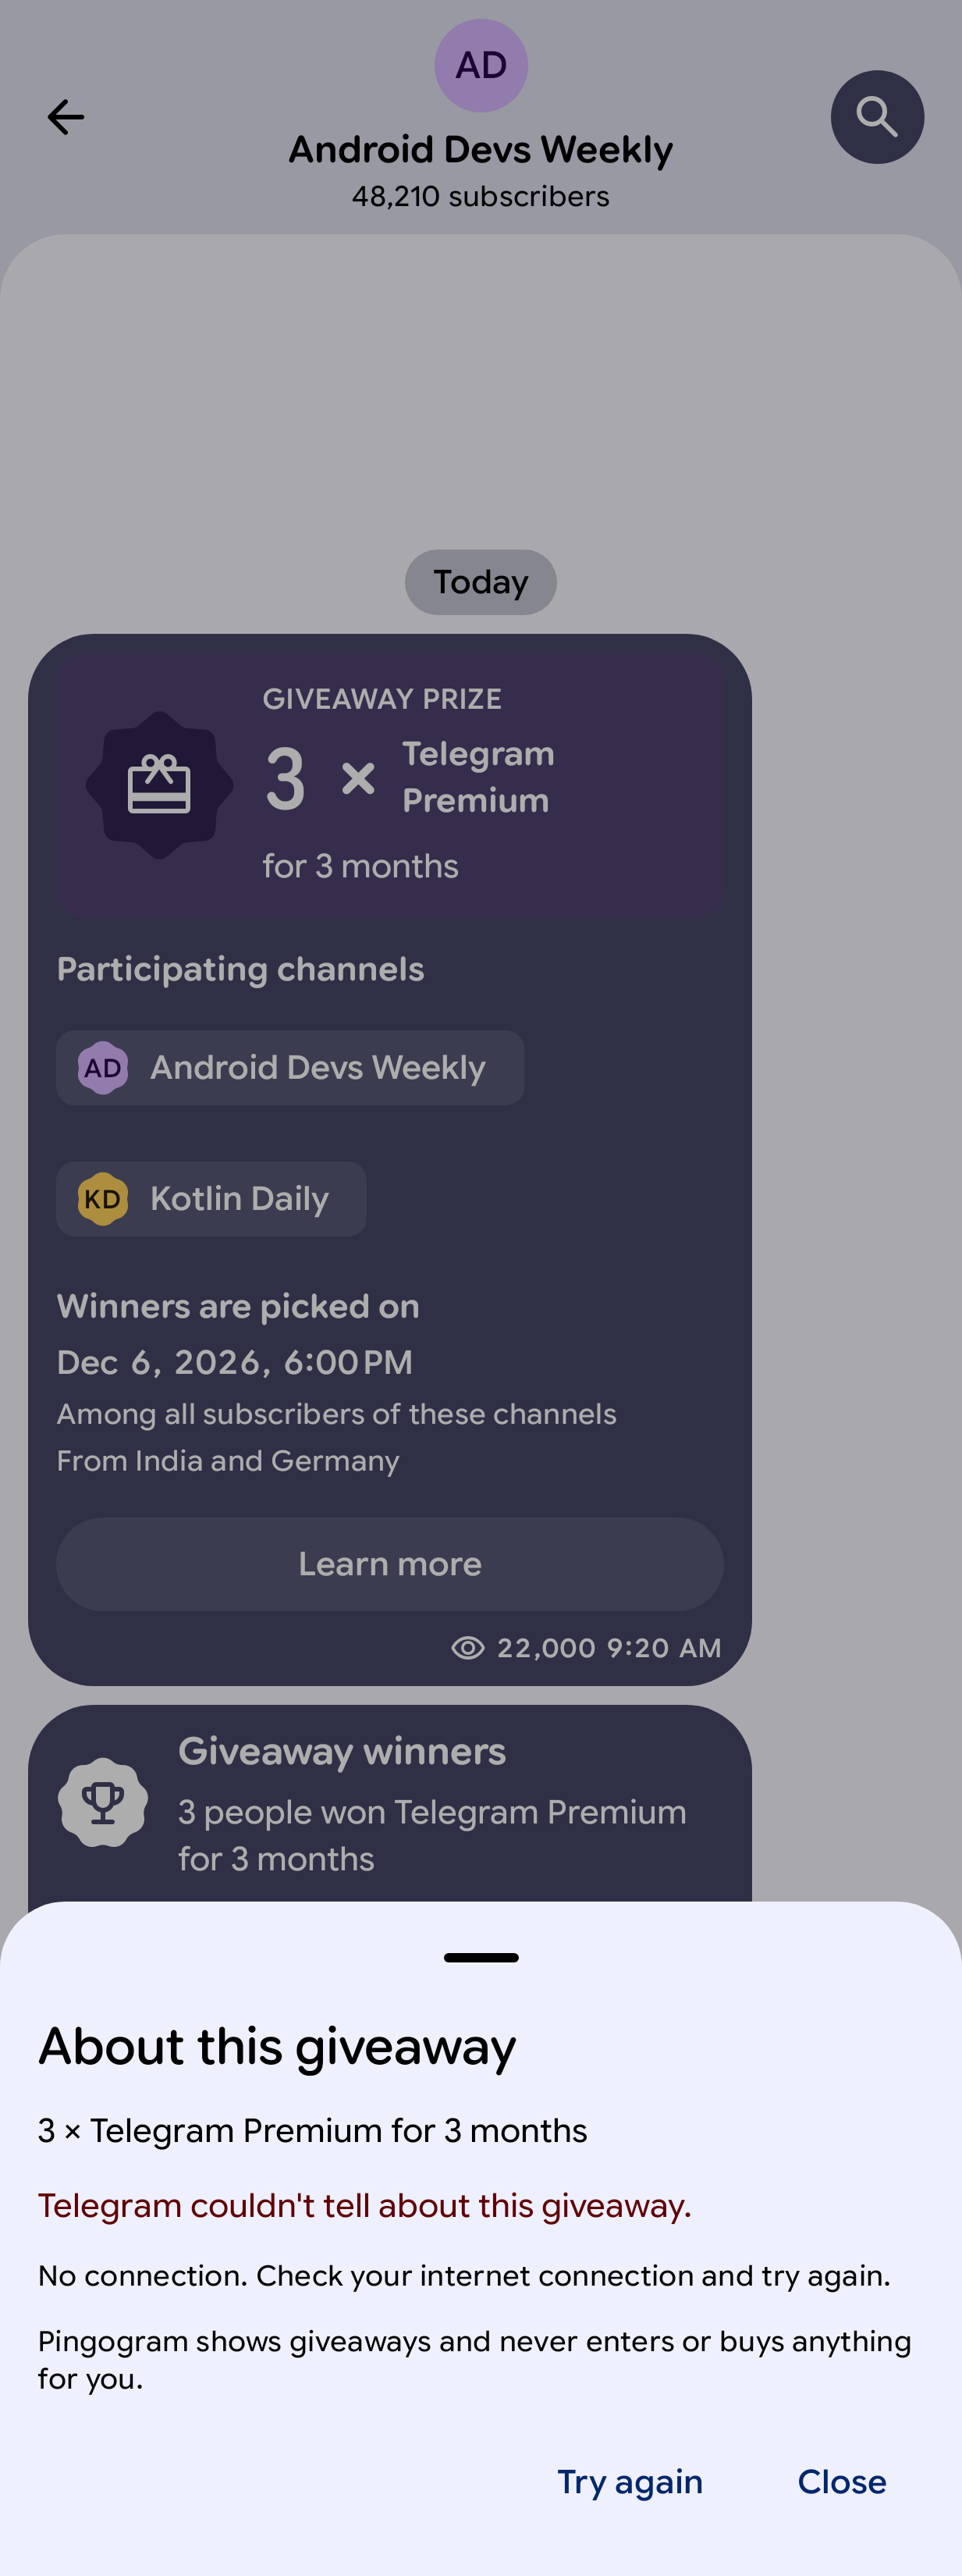 AD
Android Devs Weekly
48,210 subscribers
Today
GIVEAWAY PRIZE
3 × Telegram Premium
for 3 months
Participating channels
AD Android Devs Weekly
KD Kotlin Daily
Winners are picked on
Dec 6, 2026, 6:00 PM
Among all subscribers of these channels
From India and Germany
Learn more
22,000 9:20 AM
Giveaway winners
3 people won Telegram Premium
for 3 months
About this giveaway
3 × Telegram Premium for 3 months
Telegram couldn't tell about this giveaway.
No connection. Check your internet connection and try again.
Pingogram shows giveaways and never enters or buys anything
for you.
Try again Close